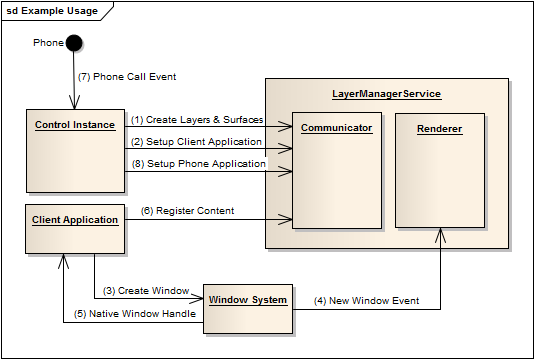 sd Example Usage
Phone
(7) Phone Call Event
LayerManagerService
Control Instance
(1) Create Layers & Surfaces
Communicator
Renderer
(2) Setup Client Application
(8) Setup Phone Application
Client Application
(6) Register Content
(3) Create Window
Window System
(4) New Window Event
(5) Native Window Handle